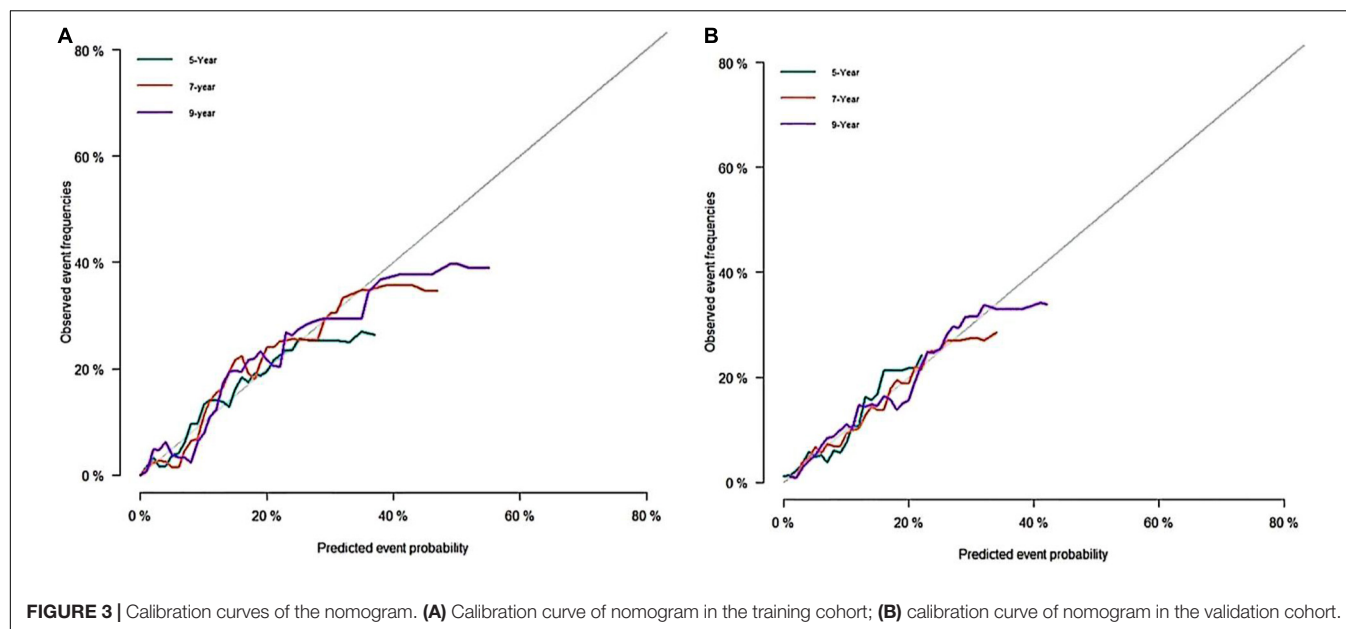 A
80 %
60 %
40 %
20 %
0 %
Observed event frequencies
5-Year
7-year
9-year
0 %
20 %
40 %
60 %
80 %
Predicted event probability
B
80 %
60 %
40 %
20 %
0 %
Observed event frequencies
5-Year
7-Year
9-Year
0 %
20 %
40 %
60 %
80 %
Predicted event probability
FIGURE 3 | Calibration curves of the nomogram. (A) Calibration curve of nomogram in the training cohort; (B) calibration curve of nomogram in the validation cohort.